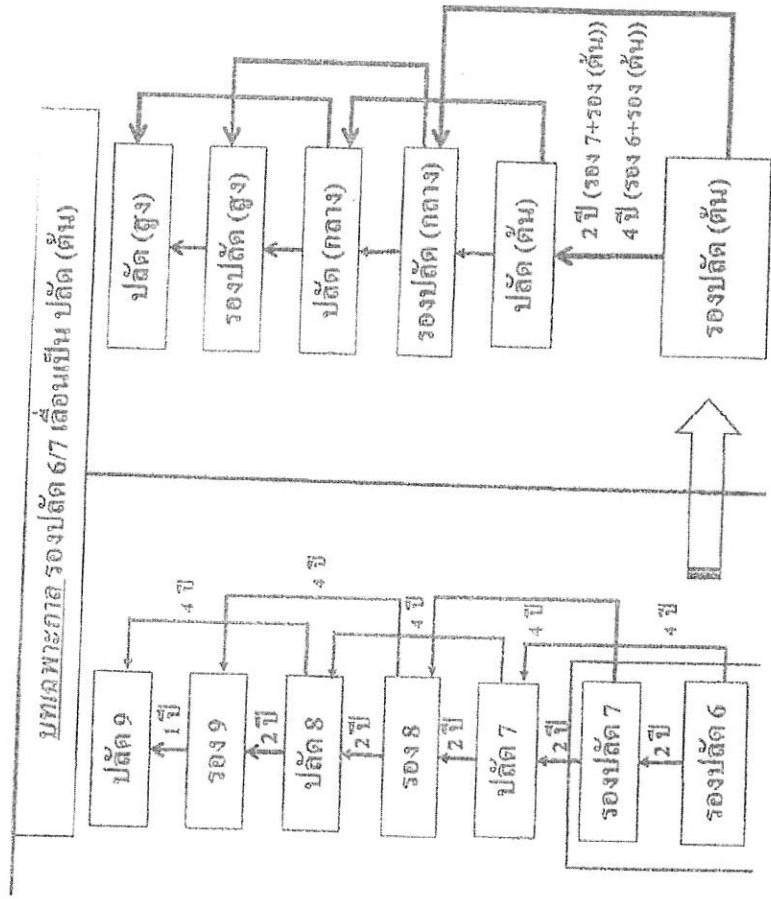 บทเฉพาะกาล รองปลัด 6/7 เลื่อนเป็น ปลัด (ต้น)
ปลัด 9
1 ปี
รอง 9
2 ปี
ปลัด 8
2 ปี
รอง 8
2 ปี
ปลัด 7
2 ปี
รองปลัด 7
2 ปี
รองปลัด 6
4 ปี
4 ปี
4 ปี
4 ปี
4 ปี
ปลัด (สูง)
รองปลัด (สูง)
ปลัด (กลาง)
รองปลัด (กลาง)
ปลัด (ต้น)
2 ปี (รอง 7+รอง (ต้น))
4 ปี (รอง 6+รอง (ต้น))
รองปลัด (ต้น)